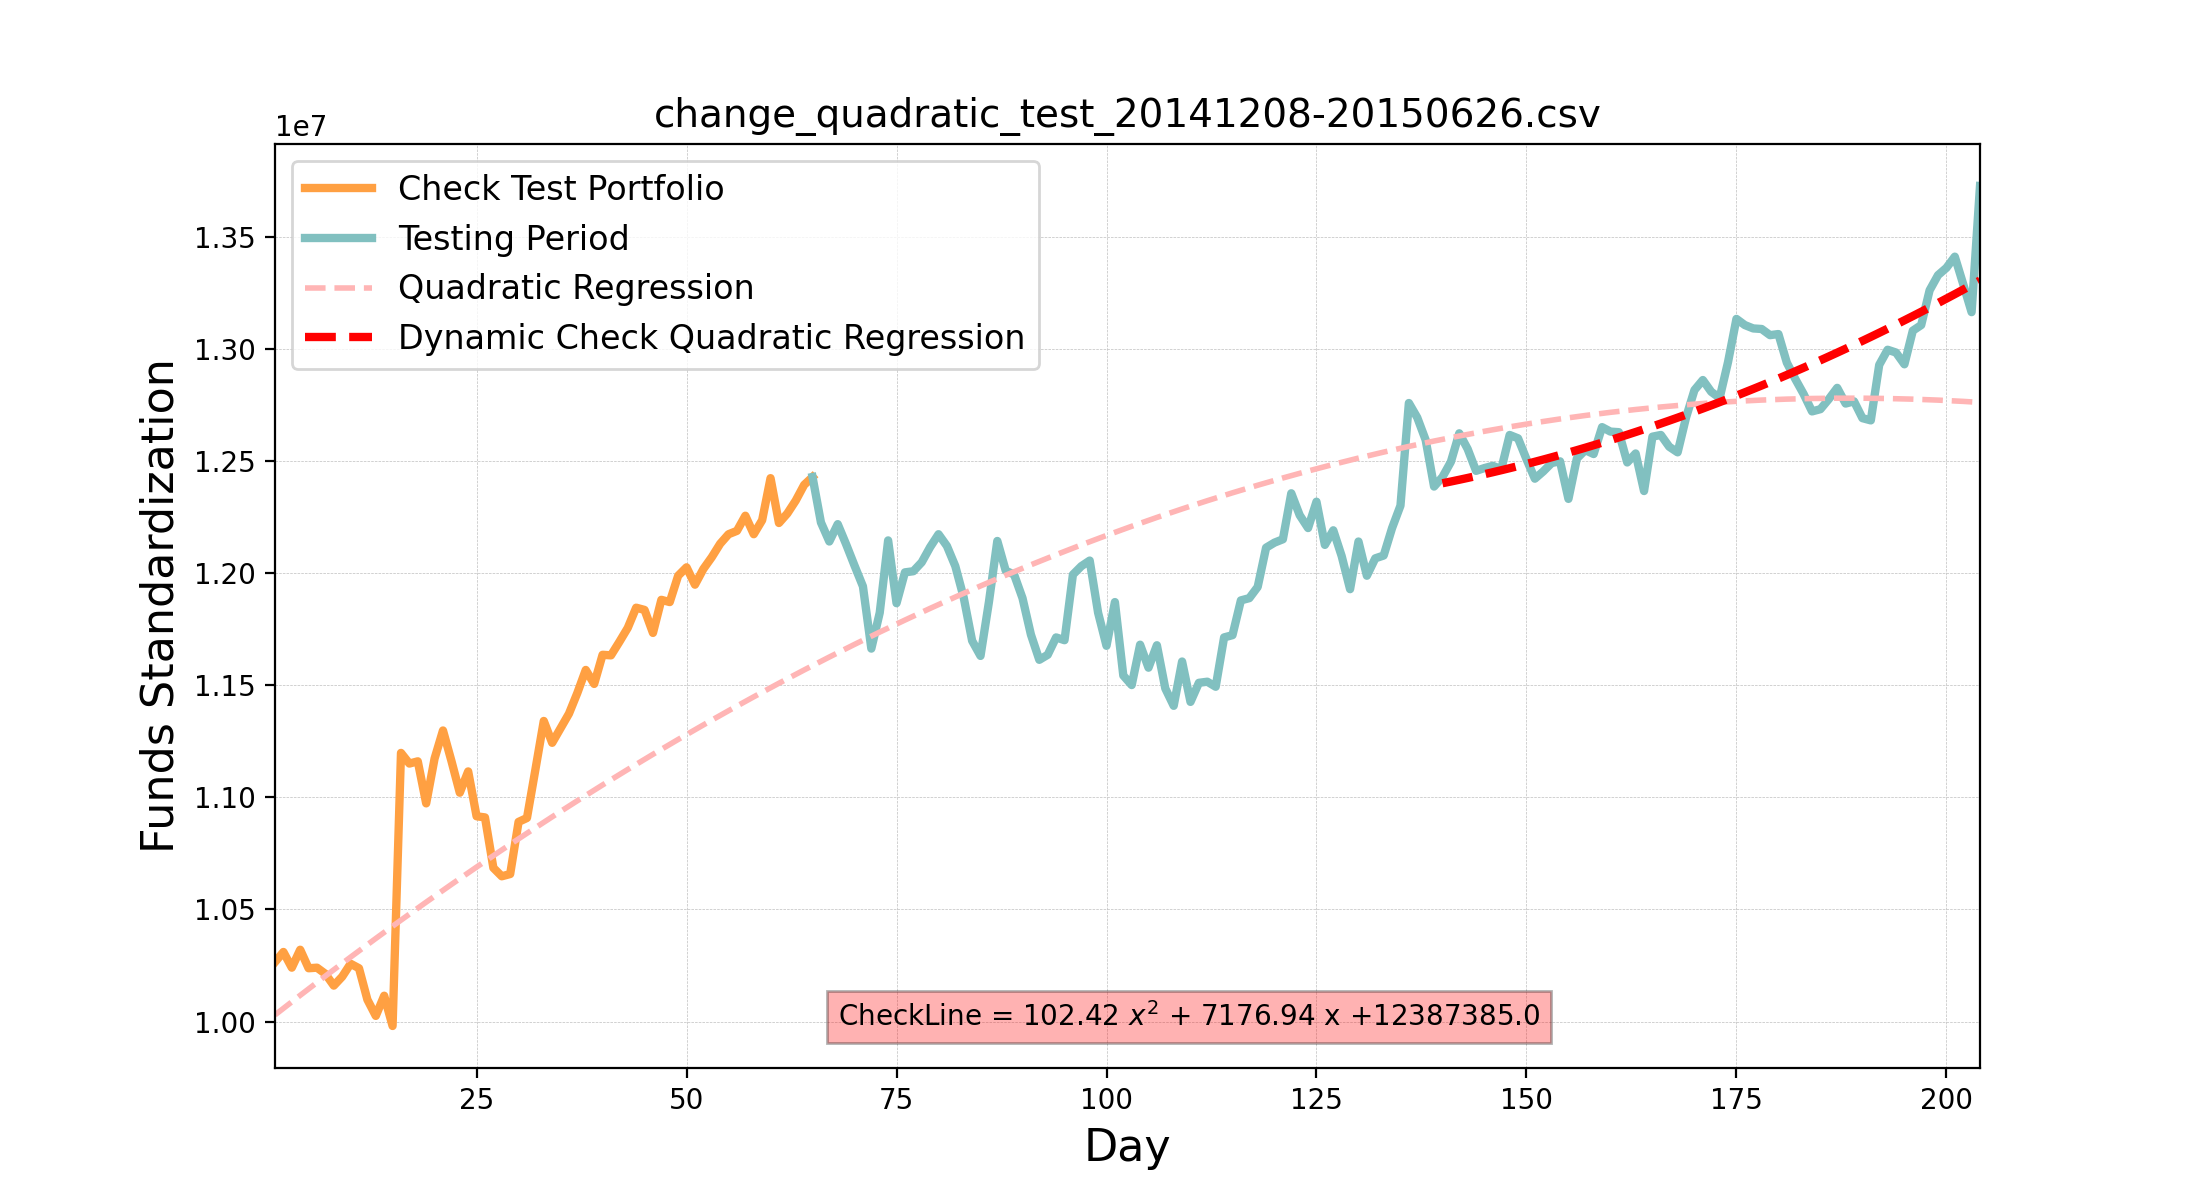 change_quadratic_test_20141208-20150626.csv
1e7
Check Test Portfolio
Testing Period
Quadratic Regression
Dynamic Check Quadratic Regression
1.35
1.30
1.25
1.20
1.15
1.10
1.05
1.00
Funds Standardization
CheckLine = 102.42 x² + 7176.94 x +12387385.0
25 50 75 100 125 150 175 200
Day